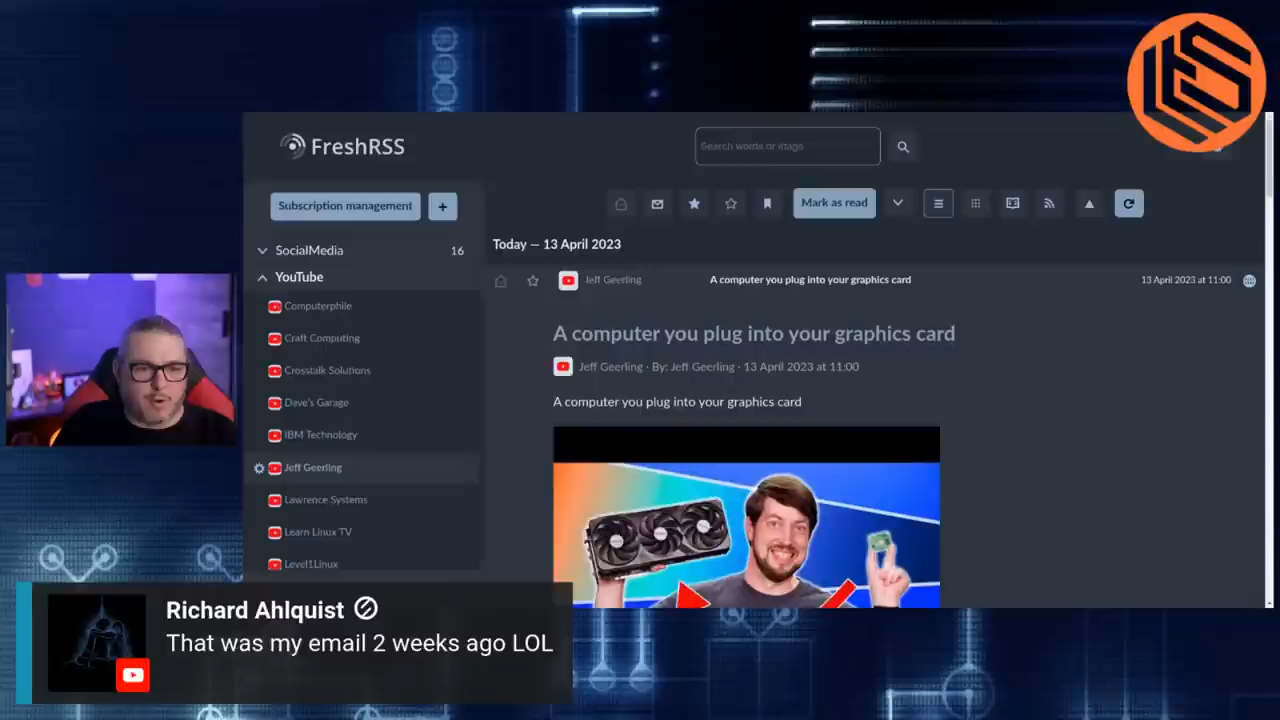 FreshRSS
Search words or #tags
Subscription management
+
Mark as read
SocialMedia 16
YouTube
Computerphile
Craft Computing
Crosstalk Solutions
Dave's Garage
IBM Technology
Jeff Geerling
Lawrence Systems
Learn Linux TV
Level1Linux
Today — 13 April 2023
Jeff Geerling A computer you plug into your graphics card 13 April 2023 at 11:00
A computer you plug into your graphics card
Jeff Geerling · By: Jeff Geerling · 13 April 2023 at 11:00
A computer you plug into your graphics card
Richard Ahlquist
That was my email 2 weeks ago LOL